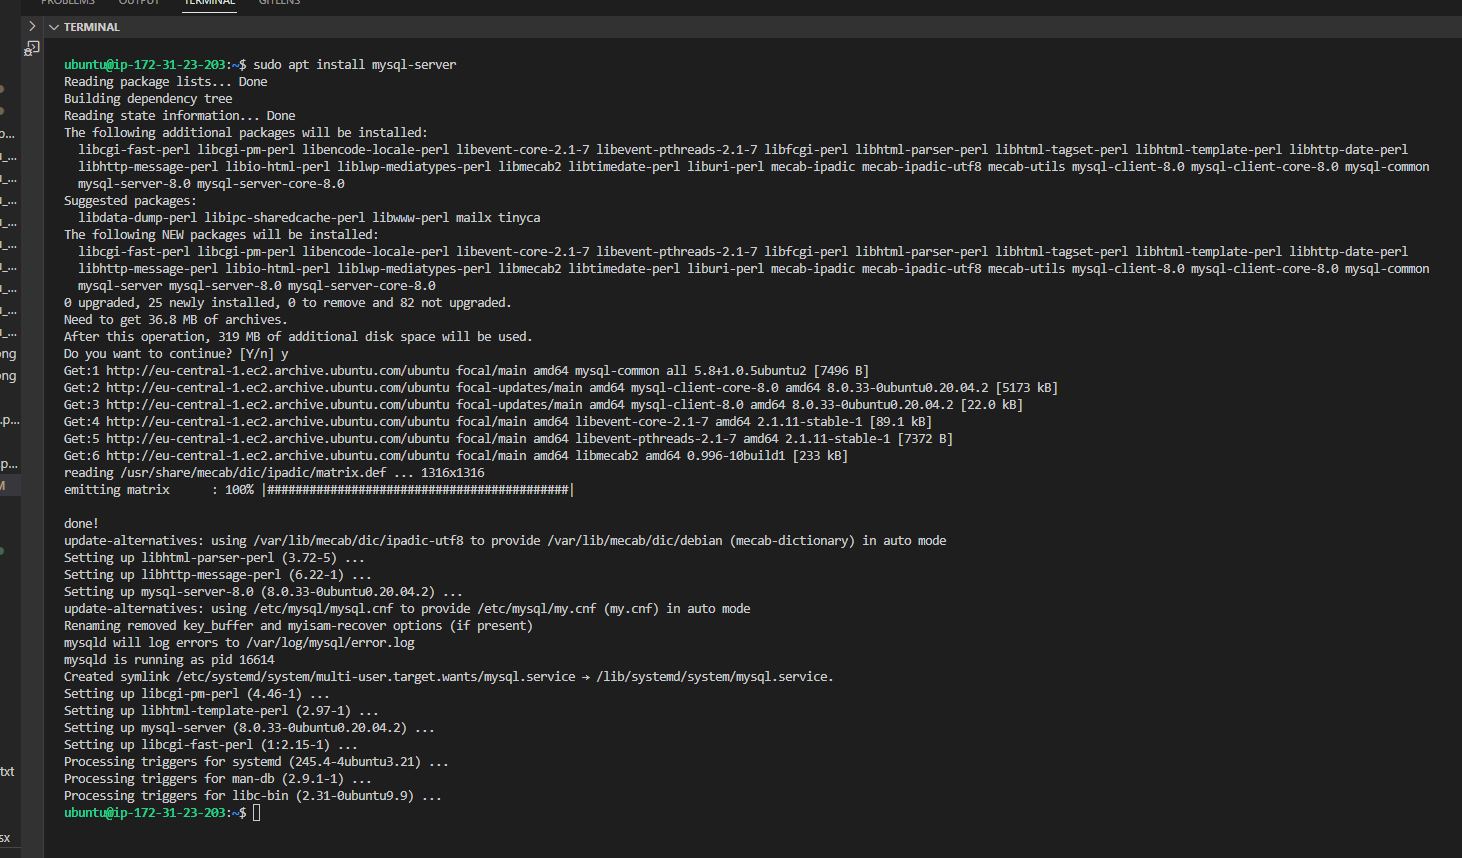 PROBLEMS OUTPUT TERMINAL GITLENS
TERMINAL
ubuntu@ip-172-31-23-203:~$ sudo apt install mysql-server
Reading package lists... Done
Building dependency tree
Reading state information... Done
The following additional packages will be installed:
libcgi-fast-perl libcgi-pm-perl libencode-locale-perl libevent-core-2.1-7 libevent-pthreads-2.1-7 libfcgi-perl libhtml-parser-perl libhtml-tagset-perl libhtml-template-perl libhttp-date-perl
libhttp-message-perl libio-html-perl liblwp-mediatypes-perl libmecab2 libtimedate-perl liburi-perl mecab-ipadic mecab-ipadic-utf8 mecab-utils mysql-client-8.0 mysql-client-core-8.0 mysql-common
mysql-server-8.0 mysql-server-core-8.0
Suggested packages:
libdata-dump-perl libipc-sharedcache-perl libwww-perl mailx tinyca
The following NEW packages will be installed:
libcgi-fast-perl libcgi-pm-perl libencode-locale-perl libevent-core-2.1-7 libevent-pthreads-2.1-7 libfcgi-perl libhtml-parser-perl libhtml-tagset-perl libhtml-template-perl libhttp-date-perl
libhttp-message-perl libio-html-perl liblwp-mediatypes-perl libmecab2 libtimedate-perl liburi-perl mecab-ipadic mecab-ipadic-utf8 mecab-utils mysql-client-8.0 mysql-client-core-8.0 mysql-common
mysql-server mysql-server-8.0 mysql-server-core-8.0
0 upgraded, 25 newly installed, 0 to remove and 82 not upgraded.
Need to get 36.8 MB of archives.
After this operation, 319 MB of additional disk space will be used.
Do you want to continue? [Y/n] y
Get:1 http://eu-central-1.ec2.archive.ubuntu.com/ubuntu focal/main amd64 mysql-common all 5.8+1.0.5ubuntu2 [7496 B]
Get:2 http://eu-central-1.ec2.archive.ubuntu.com/ubuntu focal-updates/main amd64 mysql-client-core-8.0 amd64 8.0.33-0ubuntu0.20.04.2 [5173 kB]
Get:3 http://eu-central-1.ec2.archive.ubuntu.com/ubuntu focal-updates/main amd64 mysql-client-8.0 amd64 8.0.33-0ubuntu0.20.04.2 [22.0 kB]
Get:4 http://eu-central-1.ec2.archive.ubuntu.com/ubuntu focal/main amd64 libevent-core-2.1-7 amd64 2.1.11-stable-1 [89.1 kB]
Get:5 http://eu-central-1.ec2.archive.ubuntu.com/ubuntu focal/main amd64 libevent-pthreads-2.1-7 amd64 2.1.11-stable-1 [7372 B]
Get:6 http://eu-central-1.ec2.archive.ubuntu.com/ubuntu focal/main amd64 libmecab2 amd64 0.996-10build1 [233 kB]
reading /usr/share/mecab/dic/ipadic/matrix.def ... 1316x1316
emitting matrix      : 100% |###########################################|
done!
update-alternatives: using /var/lib/mecab/dic/ipadic-utf8 to provide /var/lib/mecab/dic/debian (mecab-dictionary) in auto mode
Setting up libhtml-parser-perl (3.72-5) ...
Setting up libhttp-message-perl (6.22-1) ...
Setting up mysql-server-8.0 (8.0.33-0ubuntu0.20.04.2) ...
update-alternatives: using /etc/mysql/mysql.cnf to provide /etc/mysql/my.cnf (my.cnf) in auto mode
Renaming removed key_buffer and myisam-recover options (if present)
mysqld will log errors to /var/log/mysql/error.log
mysqld is running as pid 16614
Created symlink /etc/systemd/system/multi-user.target.wants/mysql.service → /lib/systemd/system/mysql.service.
Setting up libcgi-pm-perl (4.46-1) ...
Setting up libhtml-template-perl (2.97-1) ...
Setting up mysql-server (8.0.33-0ubuntu0.20.04.2) ...
Setting up libcgi-fast-perl (1:2.15-1) ...
Processing triggers for systemd (245.4-4ubuntu3.21) ...
Processing triggers for man-db (2.9.1-1) ...
Processing triggers for libc-bin (2.31-0ubuntu9.9) ...
ubuntu@ip-172-31-23-203:~$